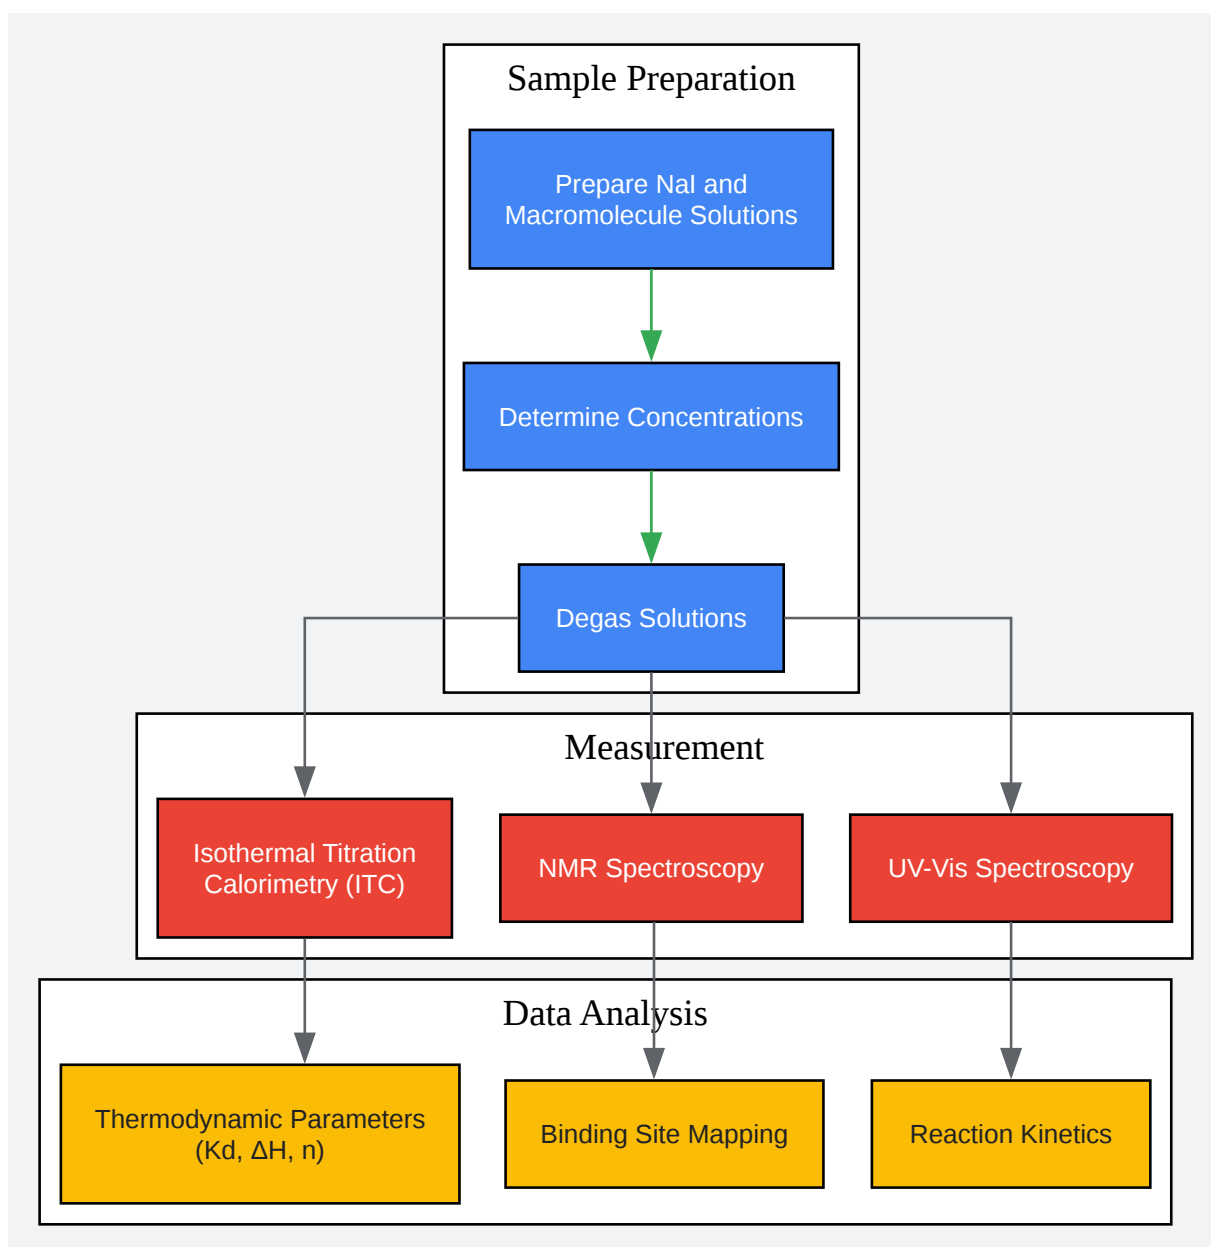 Sample Preparation
Prepare NaI and
Macromolecule Solutions
Determine Concentrations
Degas Solutions
Measurement
Isothermal Titration
Calorimetry (ITC)
NMR Spectroscopy
UV-Vis Spectroscopy
Data Analysis
Thermodynamic Parameters
(Kd, ΔH, n)
Binding Site Mapping
Reaction Kinetics